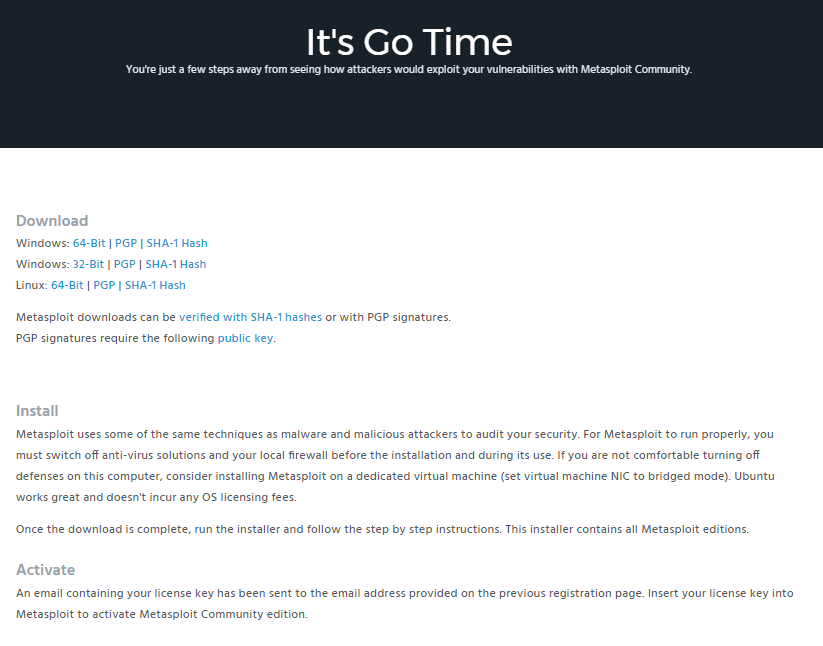 It's Go Time
You're just a few steps away from seeing how attackers would exploit your vulnerabilities with Metasploit Community.
Download
Windows: 64-Bit | PGP | SHA-1 Hash
Windows: 32-Bit | PGP | SHA-1 Hash
Linux: 64-Bit | PGP | SHA-1 Hash
Metasploit downloads can be verified with SHA-1 hashes or with PGP signatures.
PGP signatures require the following public key.
Install
Metasploit uses some of the same techniques as malware and malicious attackers to audit your security. For Metasploit to run properly, you
must switch off anti-virus solutions and your local firewall before the installation and during its use. If you are not comfortable turning off
defenses on this computer, consider installing Metasploit on a dedicated virtual machine (set virtual machine NIC to bridged mode). Ubuntu
works great and doesn't incur any OS licensing fees.
Once the download is complete, run the installer and follow the step by step instructions. This installer contains all Metasploit editions.
Activate
An email containing your license key has been sent to the email address provided on the previous registration page. Insert your license key into
Metasploit to activate Metasploit Community edition.